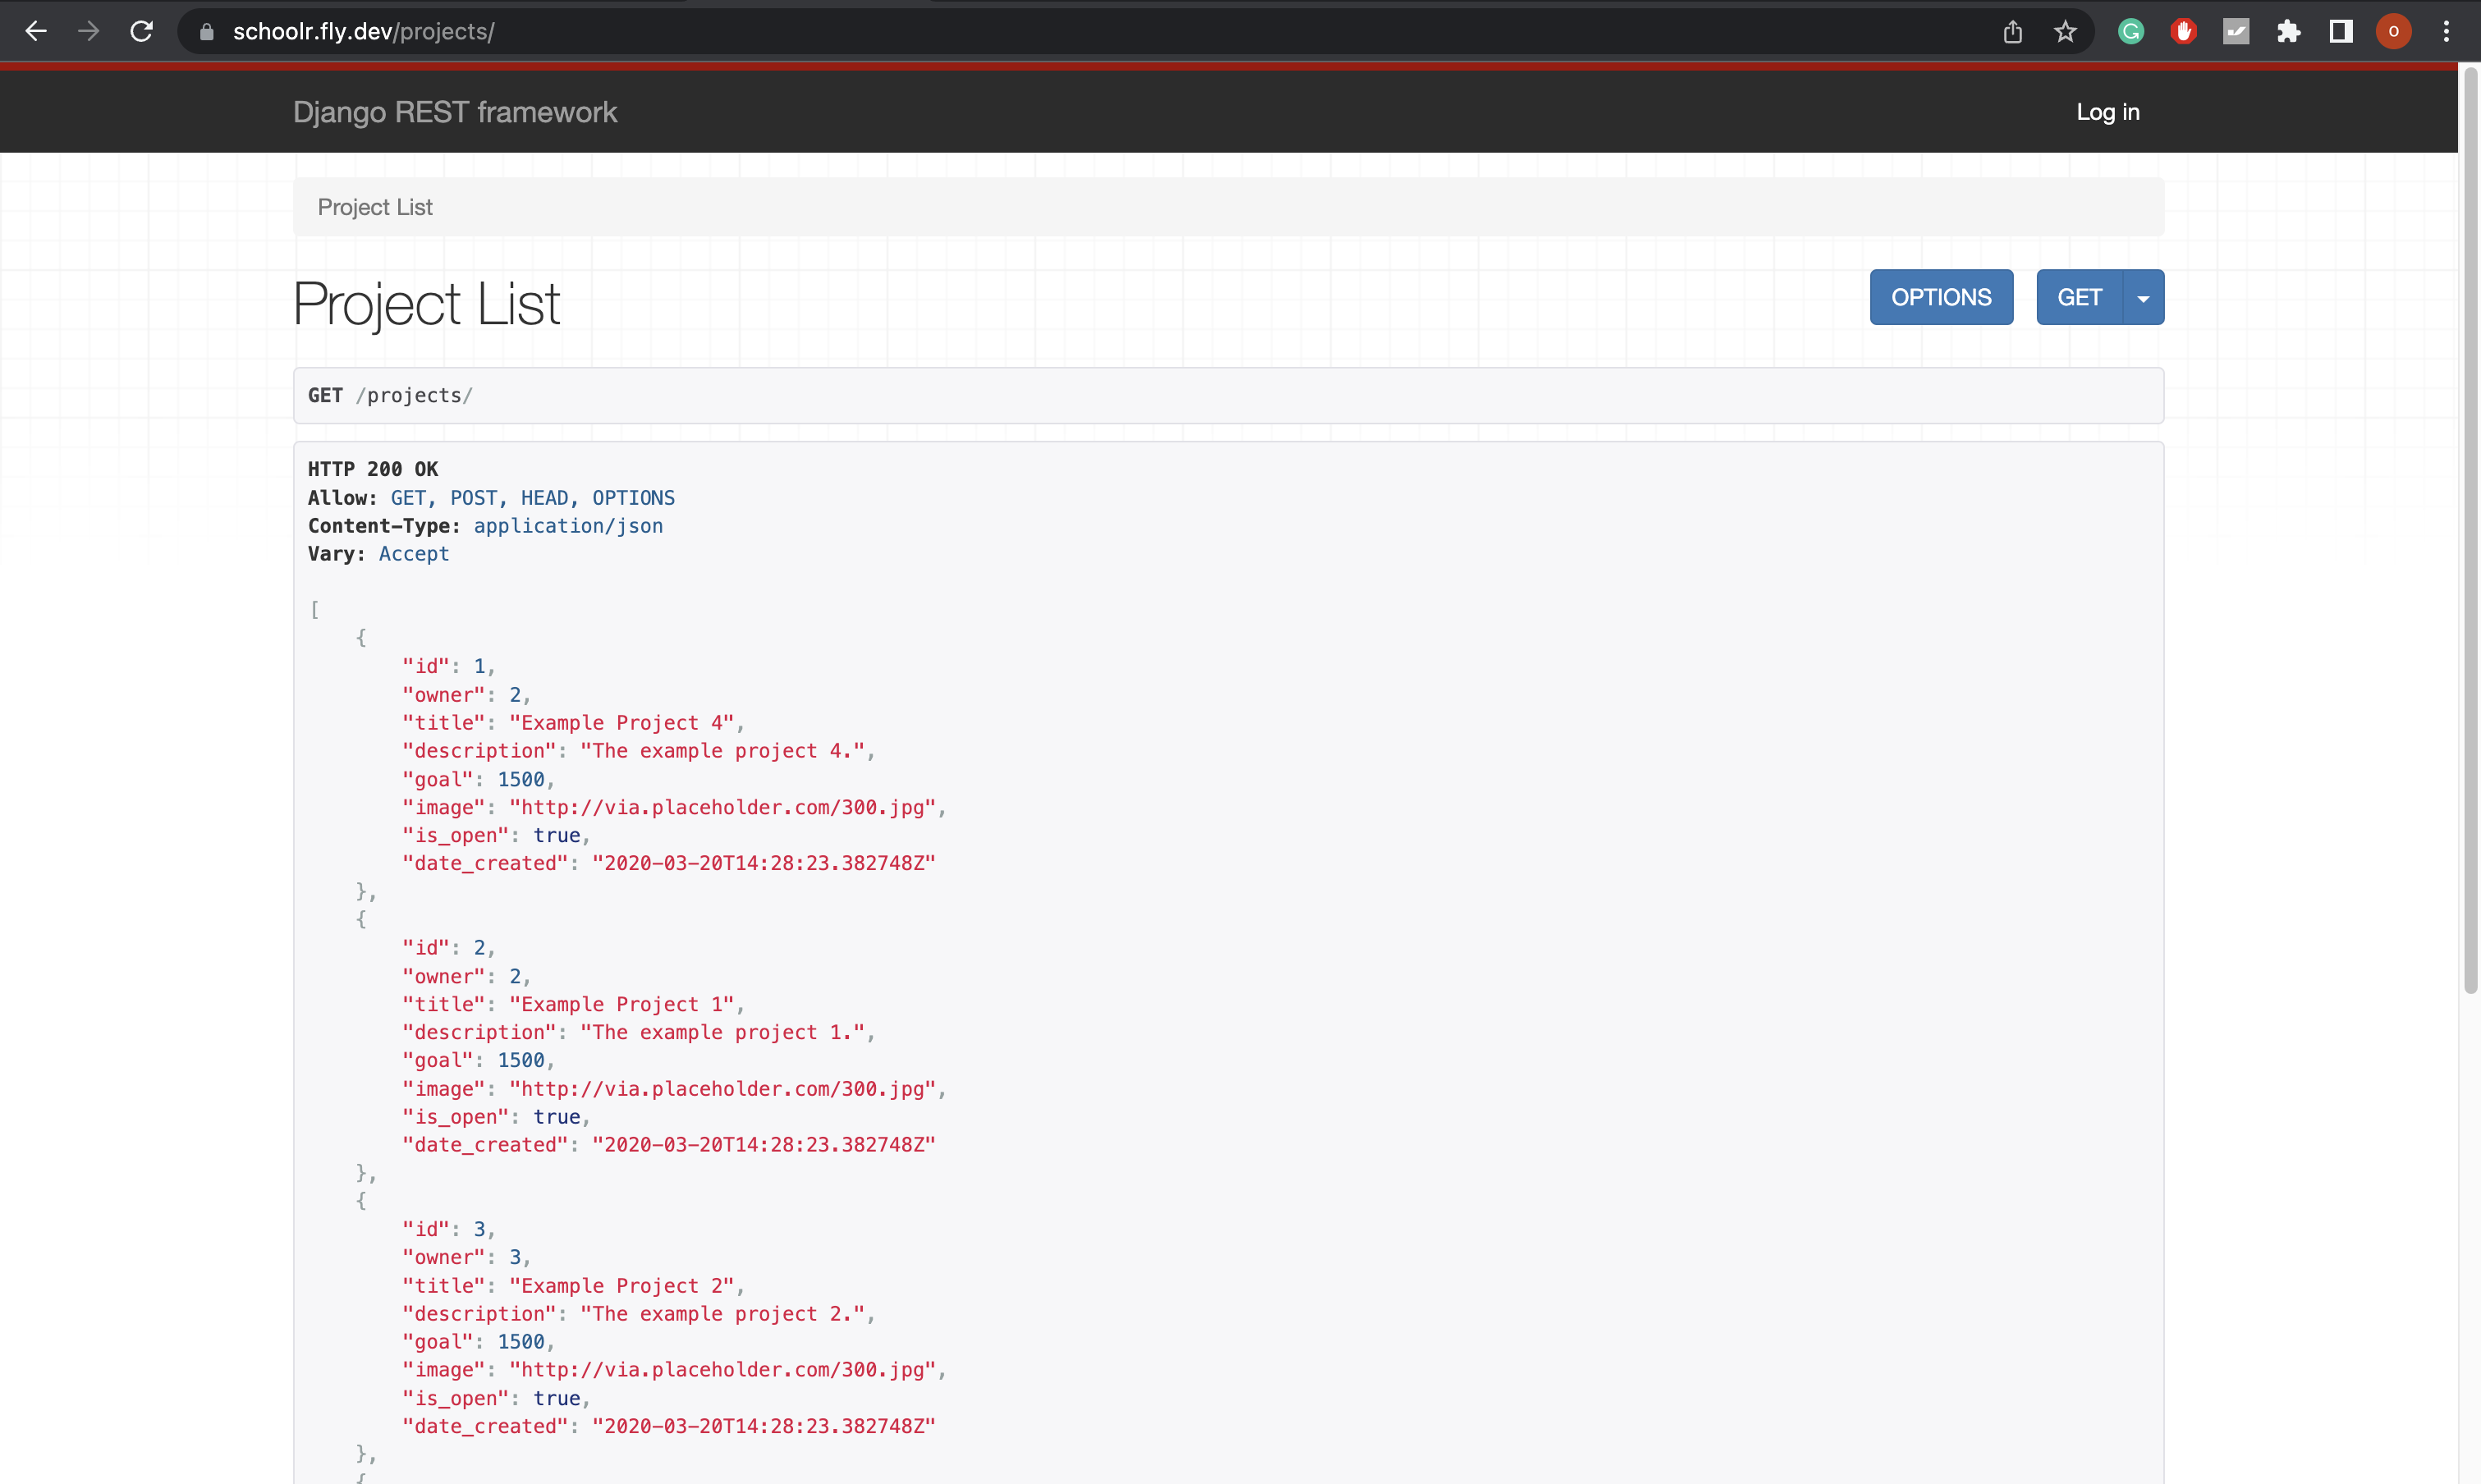 schoolr.fly.dev/projects/
Django REST framework
Log in
Project List
Project List
OPTIONS
GET
GET /projects/
HTTP 200 OK
Allow: GET, POST, HEAD, OPTIONS
Content-Type: application/json
Vary: Accept
[
    {
        "id": 1,
        "owner": 2,
        "title": "Example Project 4",
        "description": "The example project 4.",
        "goal": 1500,
        "image": "http://via.placeholder.com/300.jpg",
        "is_open": true,
        "date_created": "2020-03-20T14:28:23.382748Z"
    },
    {
        "id": 2,
        "owner": 2,
        "title": "Example Project 1",
        "description": "The example project 1.",
        "goal": 1500,
        "image": "http://via.placeholder.com/300.jpg",
        "is_open": true,
        "date_created": "2020-03-20T14:28:23.382748Z"
    },
    {
        "id": 3,
        "owner": 3,
        "title": "Example Project 2",
        "description": "The example project 2.",
        "goal": 1500,
        "image": "http://via.placeholder.com/300.jpg",
        "is_open": true,
        "date_created": "2020-03-20T14:28:23.382748Z"
    },
    {